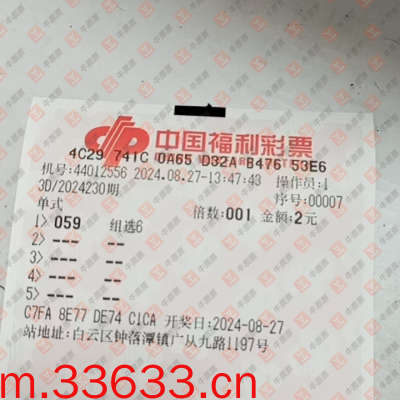 中国福利彩票
4C29 741C 0A65 D32A B476 53E6
机号:44012556 2024.08.27-13:47:43 操作员:1
3D/2024230期 序号:00007
单式 倍数:001 金额:2元
1> 059 组选6
2> --- --
3> --- --
4> --- --
5> --- --
C7FA 8E77 DE74 C1CA 开奖日:2024-08-27
站地址:白云区钟落潭镇广从九路1197号
m.33633.cn